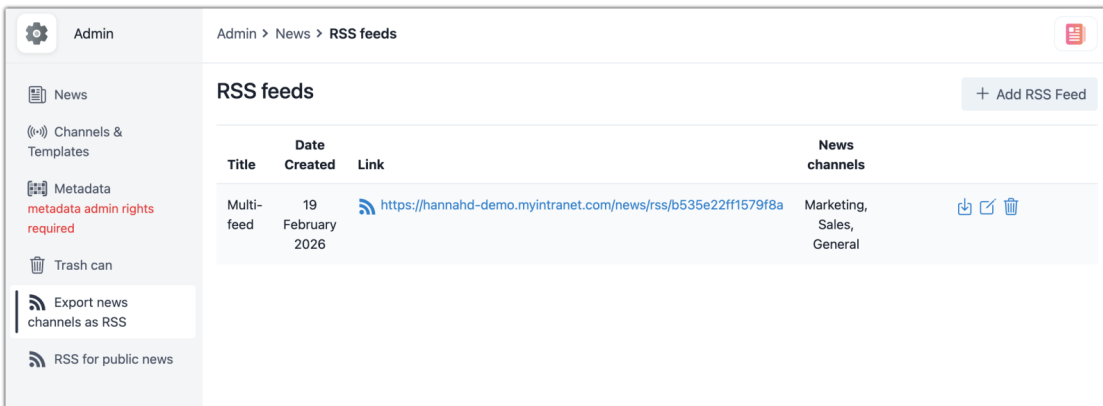 Admin
Admin > News > RSS feeds
News
Channels &
Templates
Metadata
metadata admin rights
required
Trash can
Export news
channels as RSS
RSS for public news
RSS feeds
+ Add RSS Feed
Title
Date
Created
Link
News
channels
Multi-
feed
19
February
2026
https://hannahd-demo.myintranet.com/news/rss/b535e22ff1579f8a
Marketing,
Sales,
General